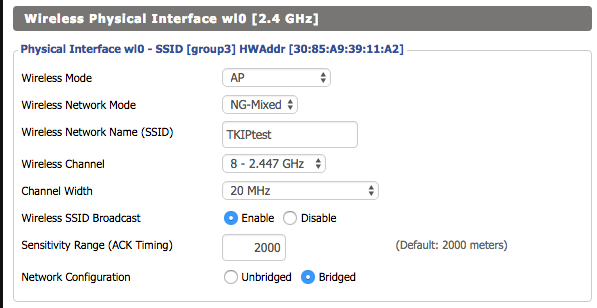 Wireless Physical Interface wl0 [2.4 GHz]
Physical Interface wl0 - SSID [group3] HWAddr [30:85:A9:39:11:A2]
Wireless Mode AP
Wireless Network Mode NG-Mixed
Wireless Network Name (SSID) TKIPtest
Wireless Channel 8 - 2.447 GHz
Channel Width 20 MHz
Wireless SSID Broadcast Enable Disable
Sensitivity Range (ACK Timing) 2000 (Default: 2000 meters)
Network Configuration Unbridged Bridged